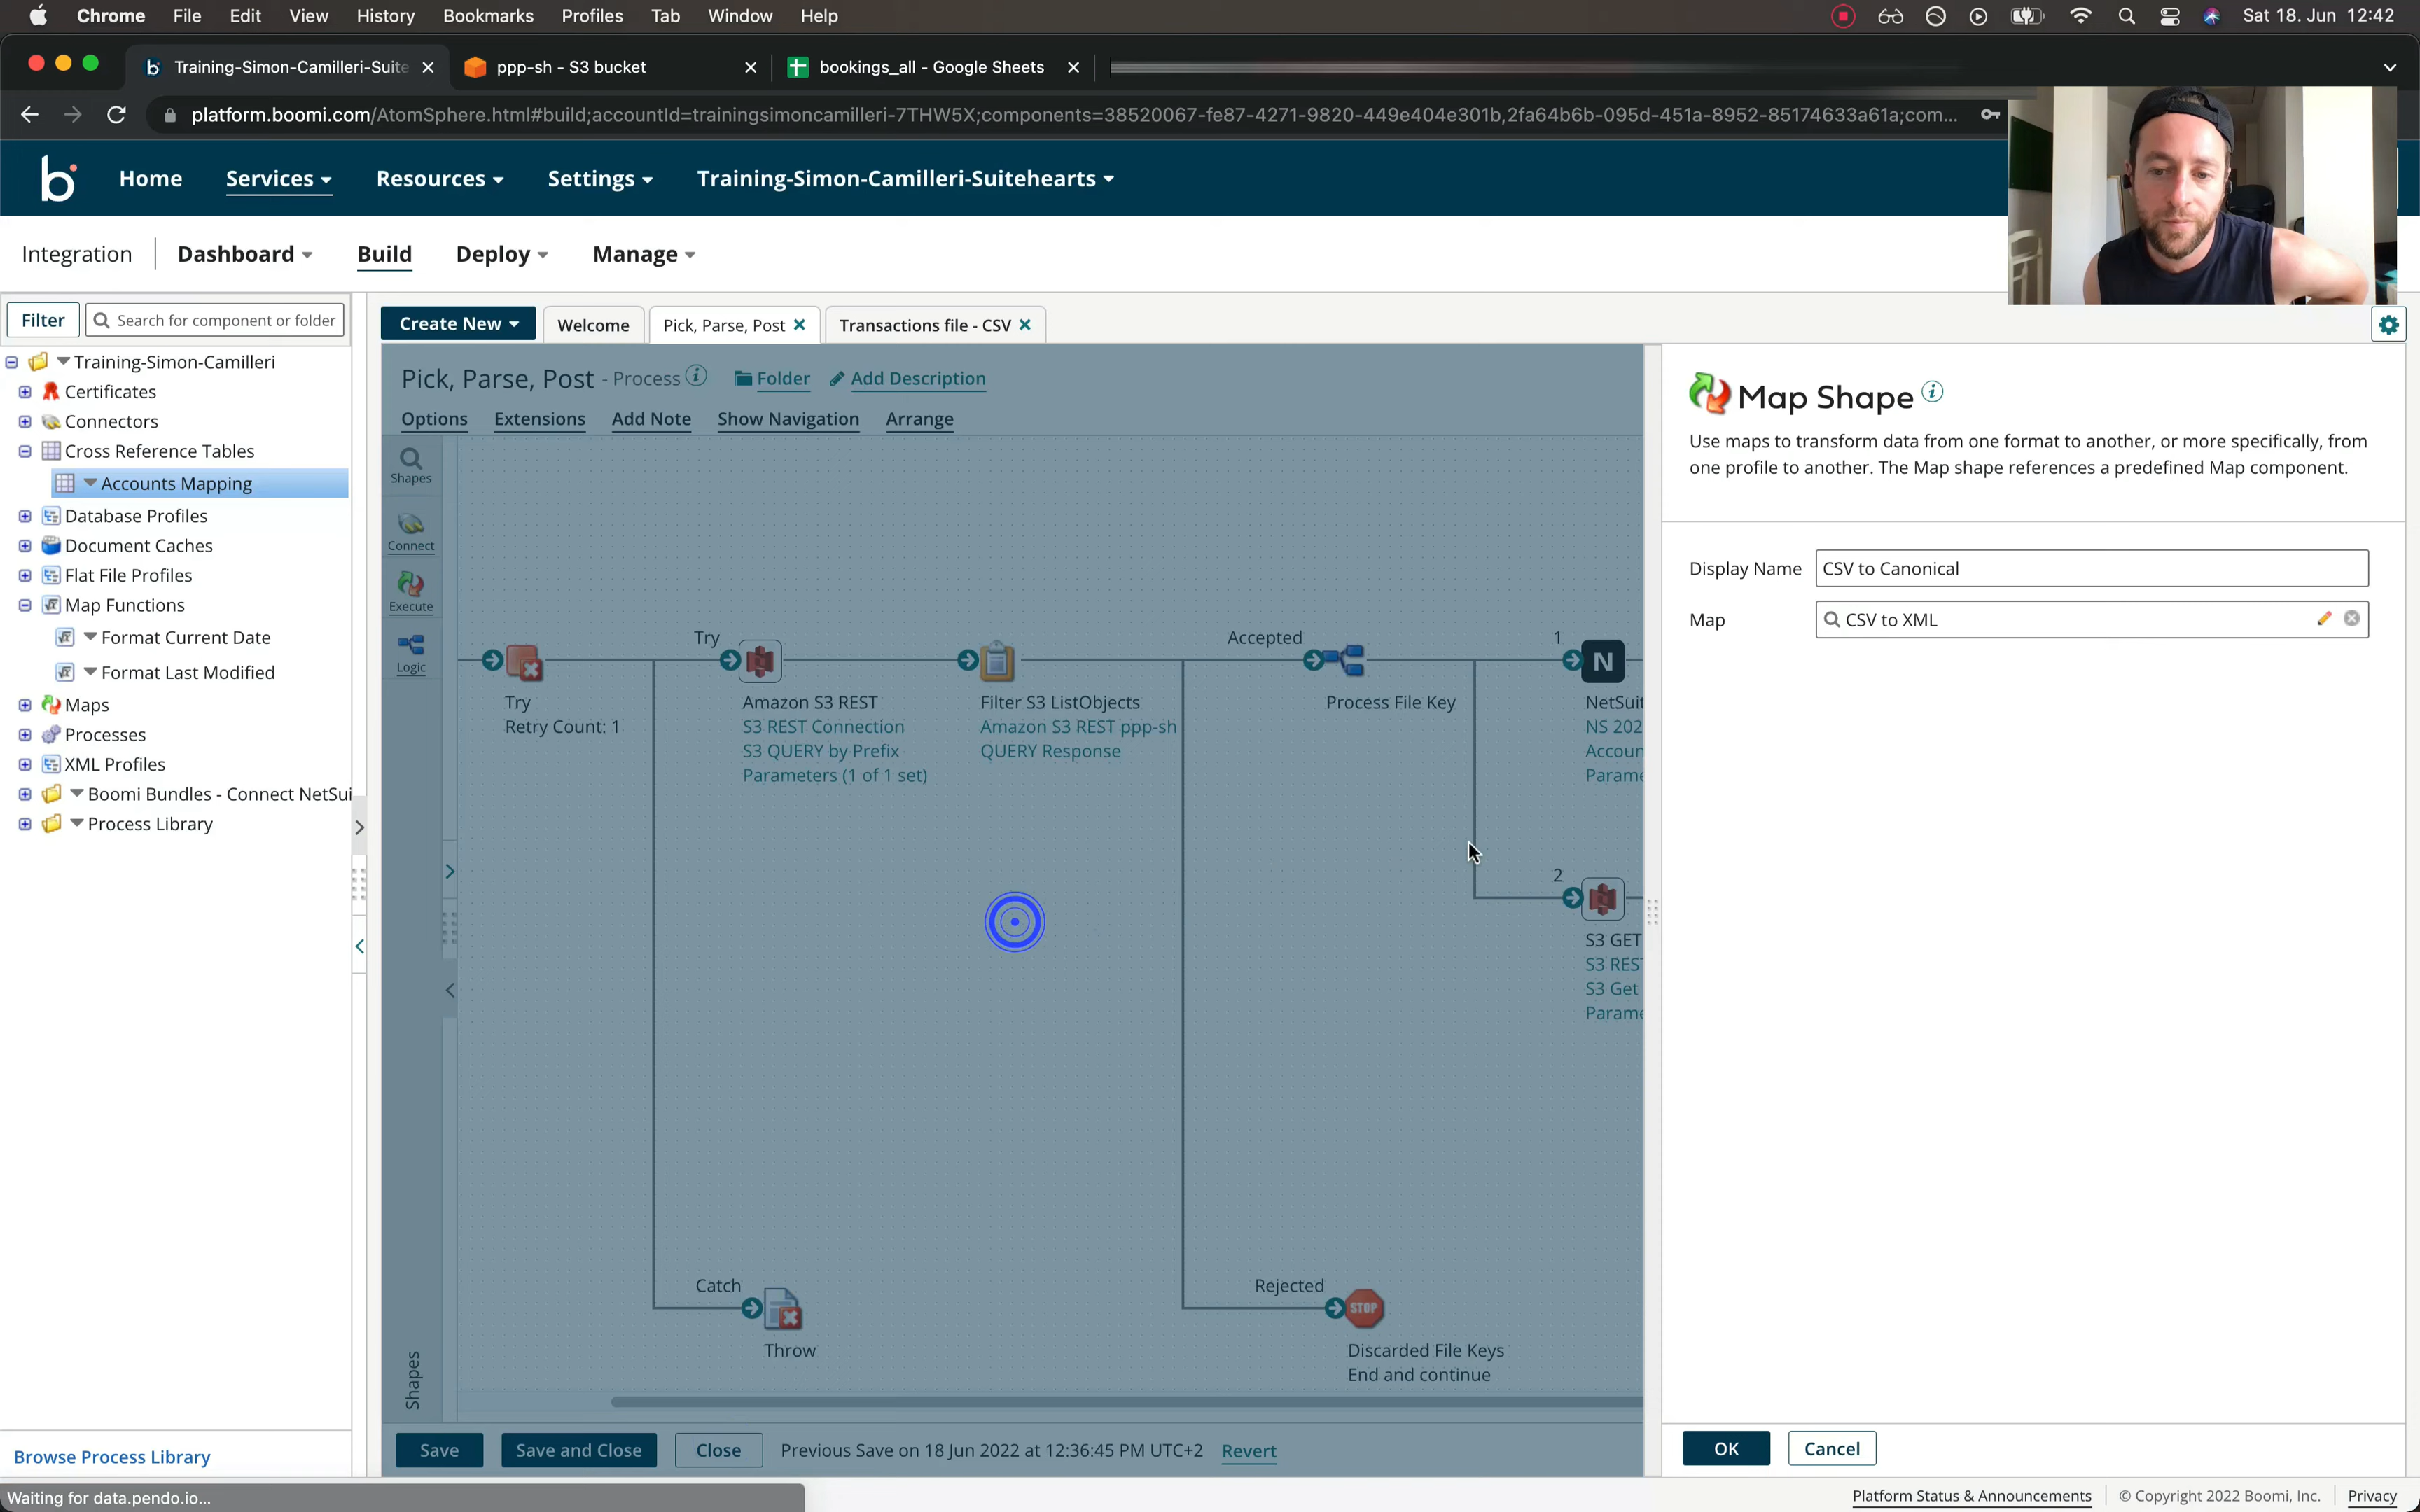 Chrome File Edit View History Bookmarks Profiles Tab Window Help Sat 18. Jun 12:42
Training-Simon-Camilleri-Suite ppp-sh - S3 bucket bookings_all - Google Sheets
platform.boomi.com/AtomSphere.html#build;accountId=trainingsimoncamilleri-7THW5X;components=38520067-fe87-4271-9820-449e404e301b,2fa64b6b-095d-451a-8952-85174633a61a;com...
b Home Services Resources Settings Training-Simon-Camilleri-Suitehearts
Integration Dashboard Build Deploy Manage
Filter Search for component or folder
Training-Simon-Camilleri
Certificates
Connectors
Cross Reference Tables
Accounts Mapping
Database Profiles
Document Caches
Flat File Profiles
Map Functions
Format Current Date
Format Last Modified
Maps
Processes
XML Profiles
Boomi Bundles - Connect NetSui
Process Library
Browse Process Library
Create New Welcome Pick, Parse, Post Transactions file - CSV
Pick, Parse, Post - Process Folder Add Description
Options Extensions Add Note Show Navigation Arrange
Shapes
Connect
Execute
Logic
Shapes
Try
Retry Count: 1
Try
Amazon S3 REST
S3 REST Connection
S3 QUERY by Prefix
Parameters (1 of 1 set)
Filter S3 ListObjects
Amazon S3 REST ppp-sh
QUERY Response
Accepted
Process File Key
1
N
NetSuit
NS 202
Accoun
Parame
2
S3 GET
S3 REST
S3 Get
Parame
Catch
Throw
Rejected
STOP
Discarded File Keys
End and continue
Save Save and Close Close Previous Save on 18 Jun 2022 at 12:36:45 PM UTC+2 Revert
Map Shape
Use maps to transform data from one format to another, or more specifically, from
one profile to another. The Map shape references a predefined Map component.
Display Name CSV to Canonical
Map CSV to XML
OK Cancel
Waiting for data.pendo.io...
Platform Status & Announcements © Copyright 2022 Boomi, Inc. Privacy